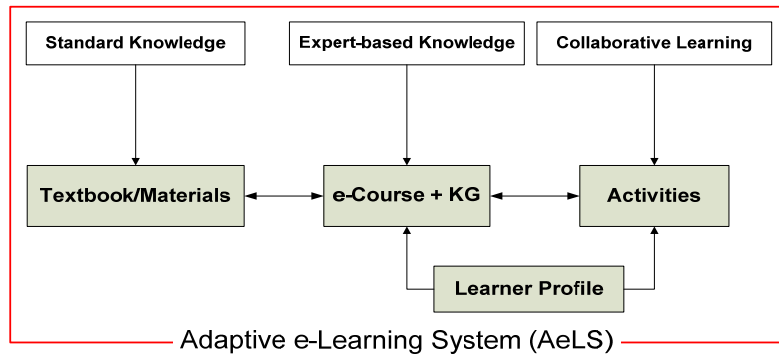 Standard Knowledge
Expert-based Knowledge
Collaborative Learning
Textbook/Materials
e-Course + KG
Activities
Learner Profile
Adaptive e-Learning System (AeLS)